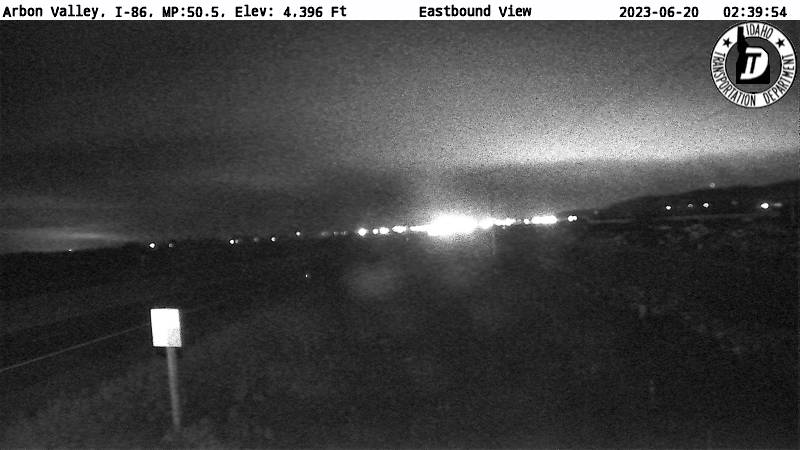 Arbon Valley, I-86, MP:50.5, Elev: 4,396 Ft Eastbound View 2023-06-20 02:39:54
IDAHO
TRANSPORTATION DEPARTMENT